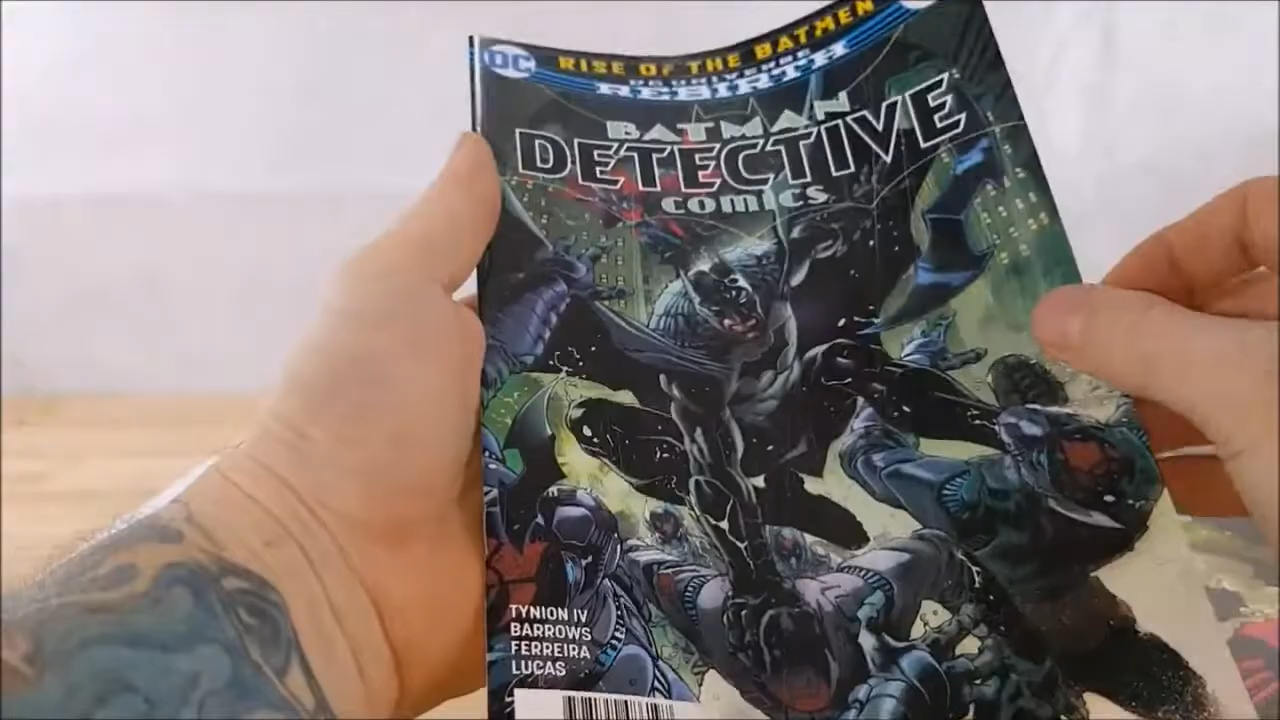 DC
RISE OF THE BATMEN
DC UNIVERSE
REBIRTH
BATMAN
DETECTIVE
COMICS
TYNION IV
BARROWS
FERREIRA
LUCAS